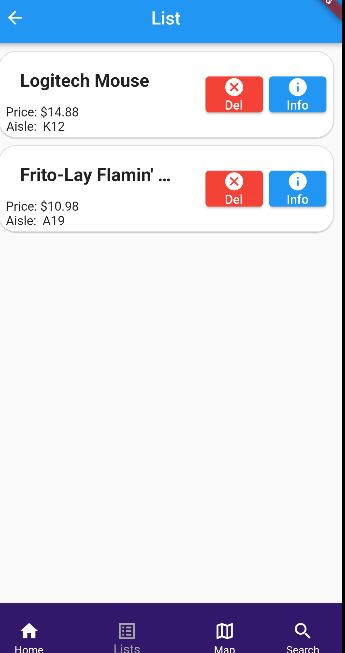 List
Logitech Mouse
Price: $14.88
Aisle: K12
Del
Info
Frito-Lay Flamin' ...
Price: $10.98
Aisle: A19
Del
Info
Home
Lists
Map
Search